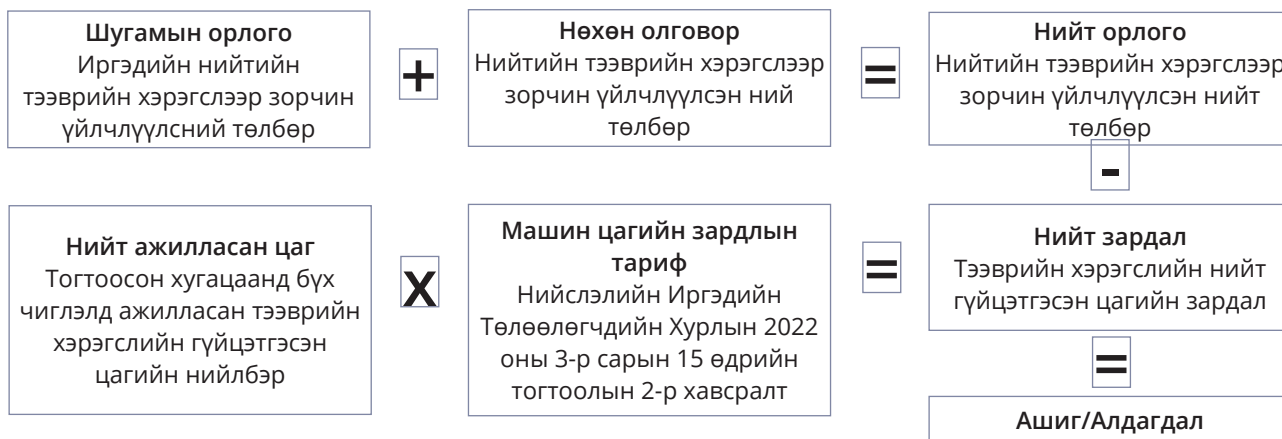 Шугамын орлого
Иргэдийн нийтийн
тээврийн хэрэгслээр зорчин
үйлчлүүлсний төлбөр
+
Нөхөн олговор
Нийтийн тээврийн хэрэгслээр
зорчин үйлчлүүлсэн ний
төлбөр
=
Нийт орлого
Нийтийн тээврийн хэрэгслээр
зорчин үйлчлүүлсэн нийт
төлбөр
-
Нийт ажилласан цаг
Тогтоосон хугацаанд бүх
чиглэлд ажилласан тээврийн
хэрэгслийн гүйцэтгэсэн
цагийн нийлбэр
X
Машин цагийн зардлын
тариф
Нийслэлийн Иргэдийн
Төлөөлөгчдийн Хурлын 2022
оны 3-р сарын 15 өдрийн
тогтоолын 2-р хавсралт
=
Нийт зардал
Тээврийн хэрэгслийн нийт
гүйцэтгэсэн цагийн зардал
=
Ашиг/Алдагдал